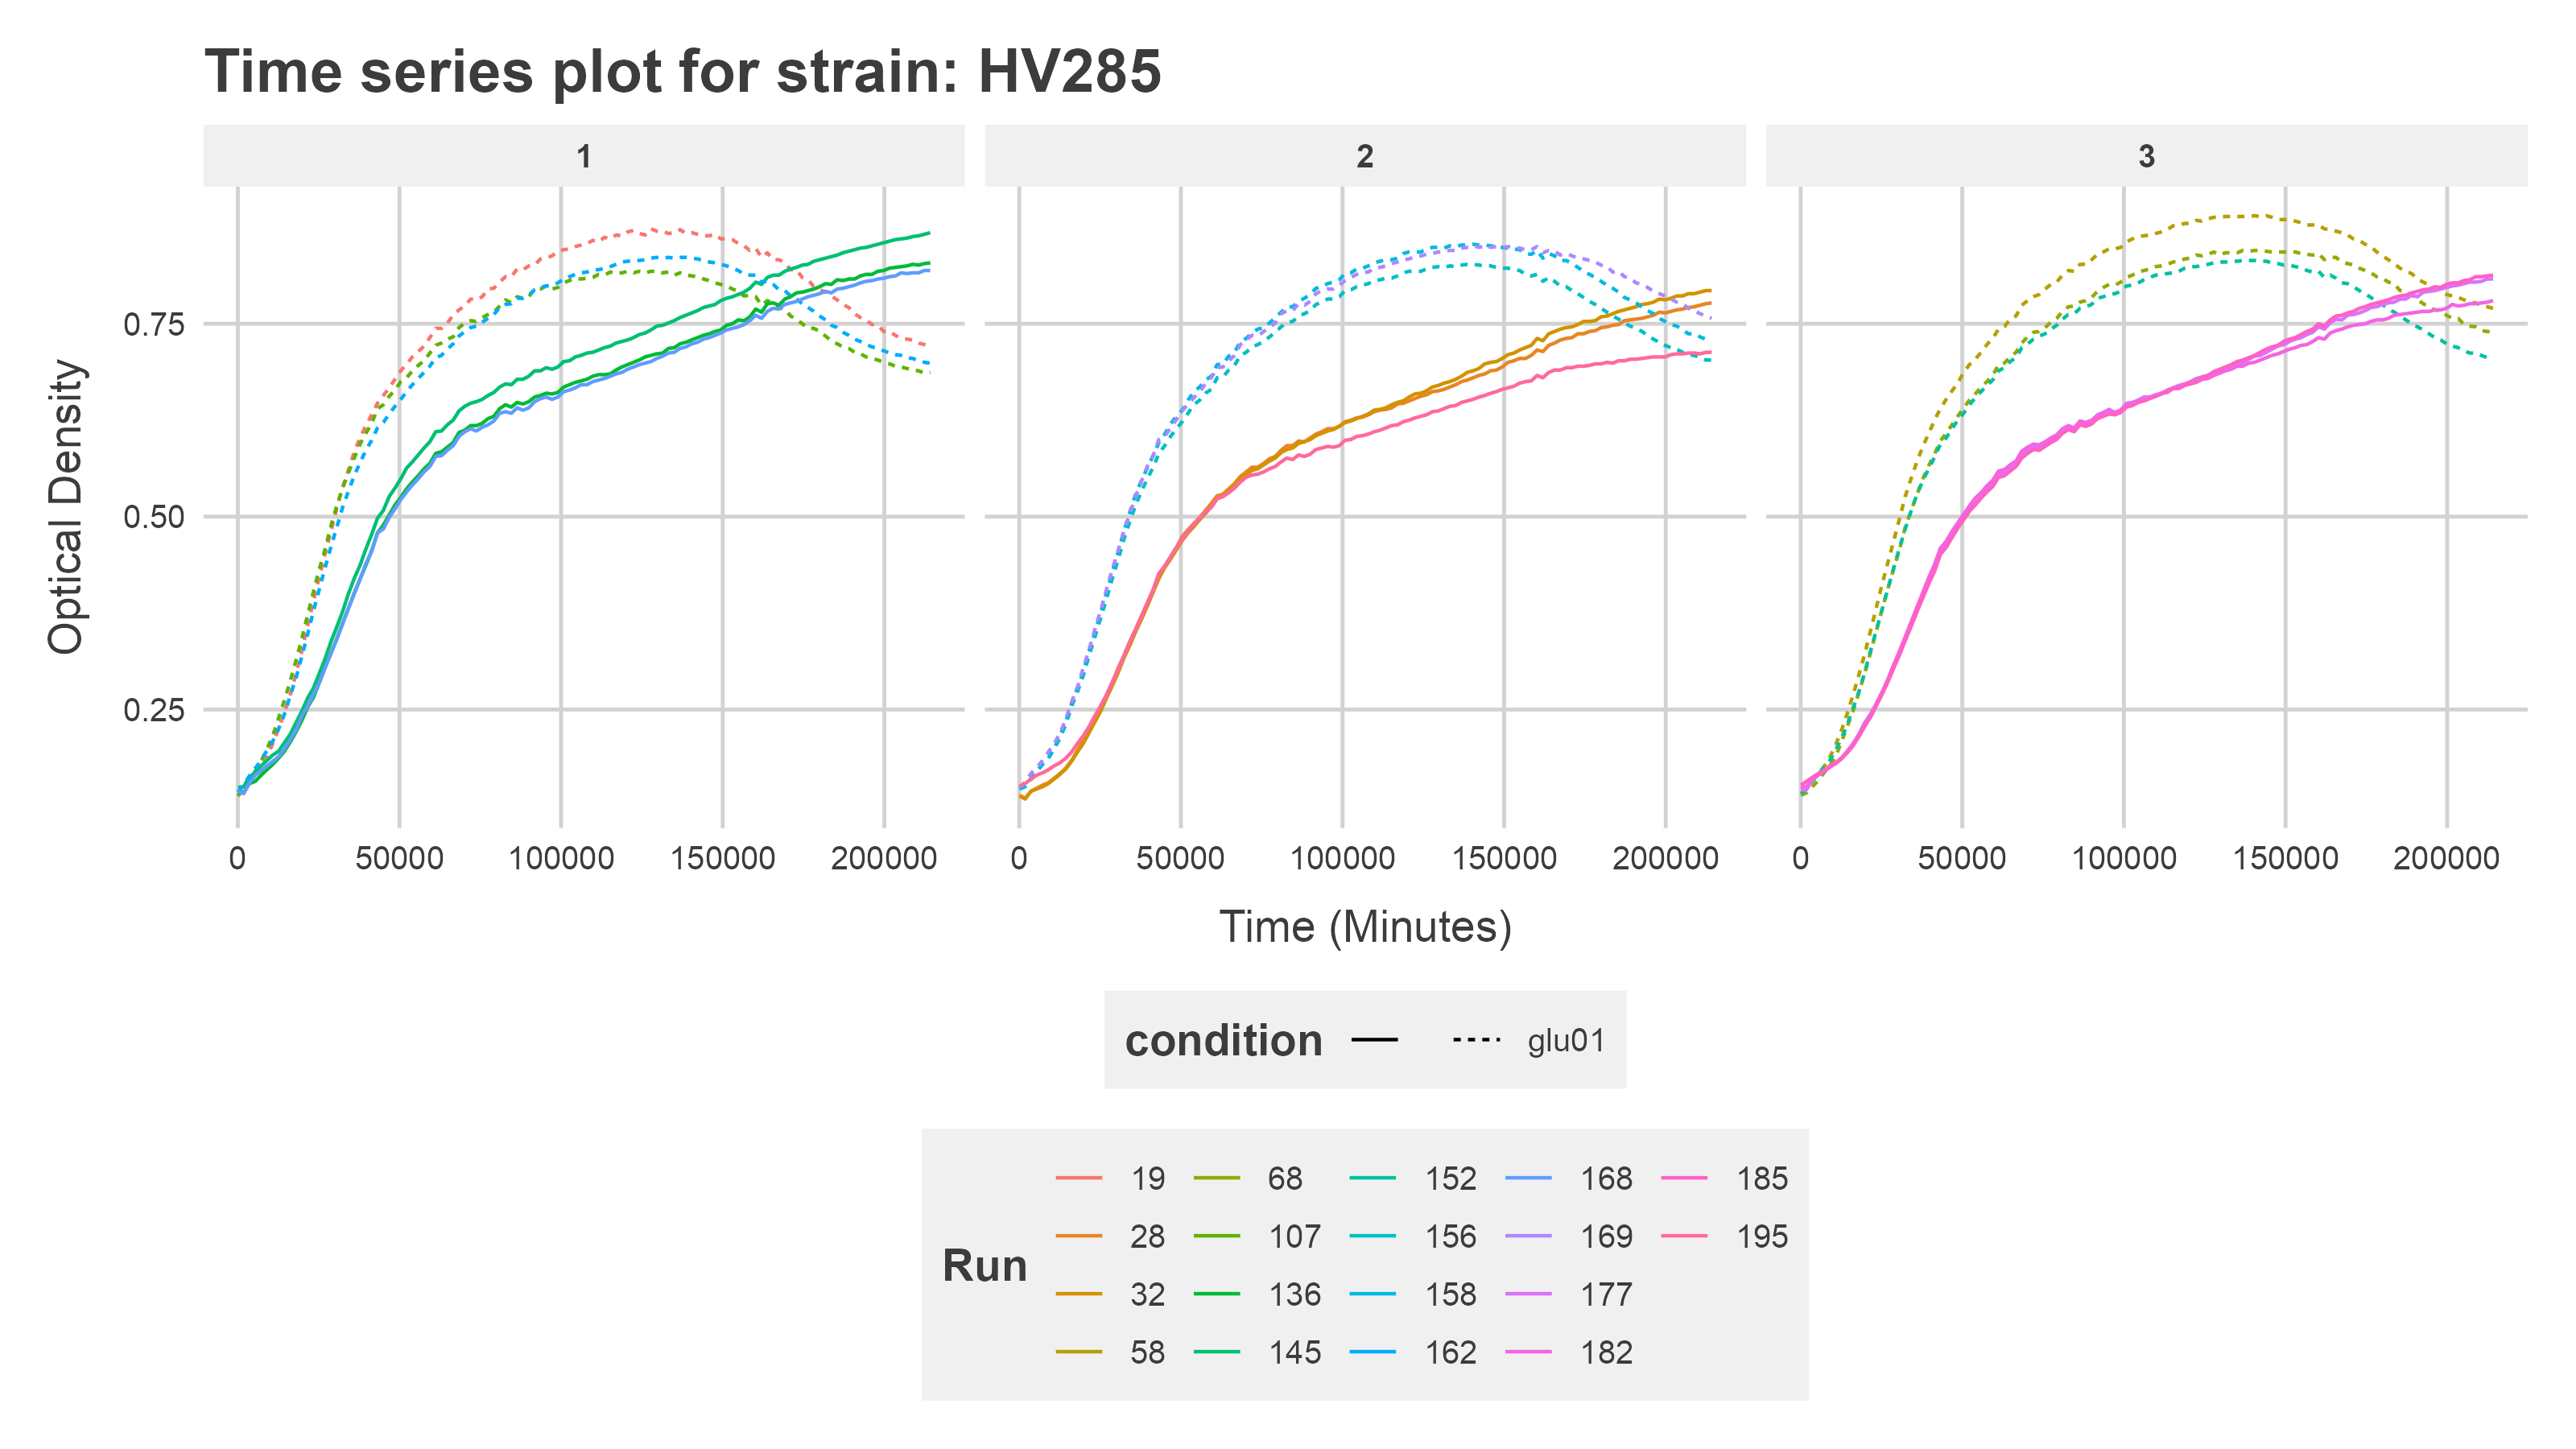 Time series plot for strain: HV285
1 2 3
0.75
0.50
0.25
Optical Density
0 50000 100000 150000 200000 0 50000 100000 150000 200000 0 50000 100000 150000 200000
Time (Minutes)
condition glu01
Run
19 68 152 168 185
28 107 156 169 195
32 136 158 177
58 145 162 182